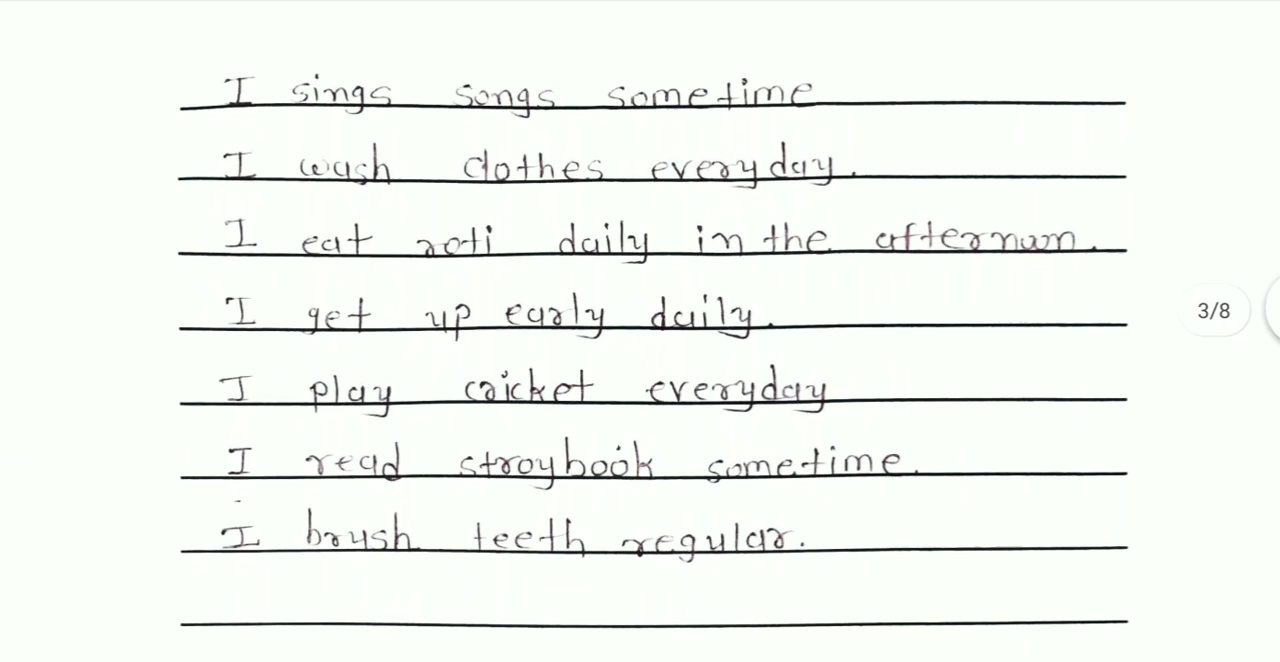 I sings songs sometime
I wash clothes everyday.
I eat roti daily in the afternun.
I get up early daily.
I play cricket everyday
3/8
I read stroybook sometime.
I brush teeth regular.